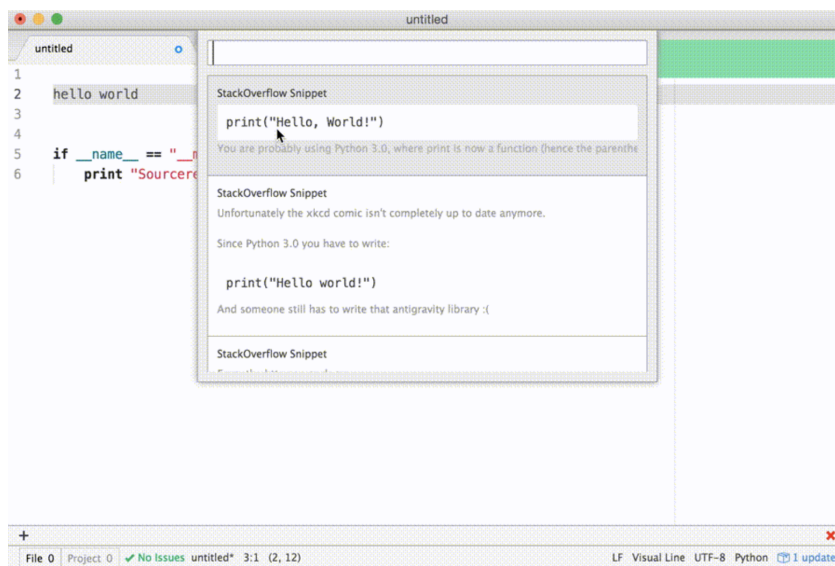 untitled
untitled
StackOverflow Snippet
print("Hello, World!")
You are probably using Python 3.0, where print is now a function (hence the parenthe
StackOverflow Snippet
Unfortunately the xkcd comic isn't completely up to date anymore.
Since Python 3.0 you have to write:
print("Hello world!")
And someone still has to write that antigravity library :(
StackOverflow Snippet
1
2 hello world
3
4
5 if __name__ == "__m
6 print "Sourcere
+
File 0 Project 0 ✔ No Issues untitled* 3:1 (2, 12) LF Visual Line UTF-8 Python 1 update